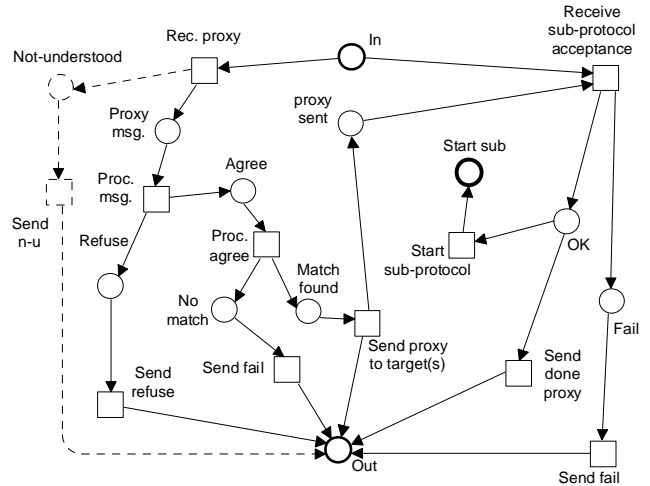 Receive
sub-protocol
acceptance
Rec. proxy
In
Not-understood
proxy
sent
Proxy
msg.
Start sub
Agree
Proc.
msg.
Send
n-u
Refuse
Proc.
agree
Start
sub-protocol
OK
Match
found
No
match
Fail
Send proxy
to target(s)
Send fail
Send
refuse
Send
done
proxy
Out
Send fail